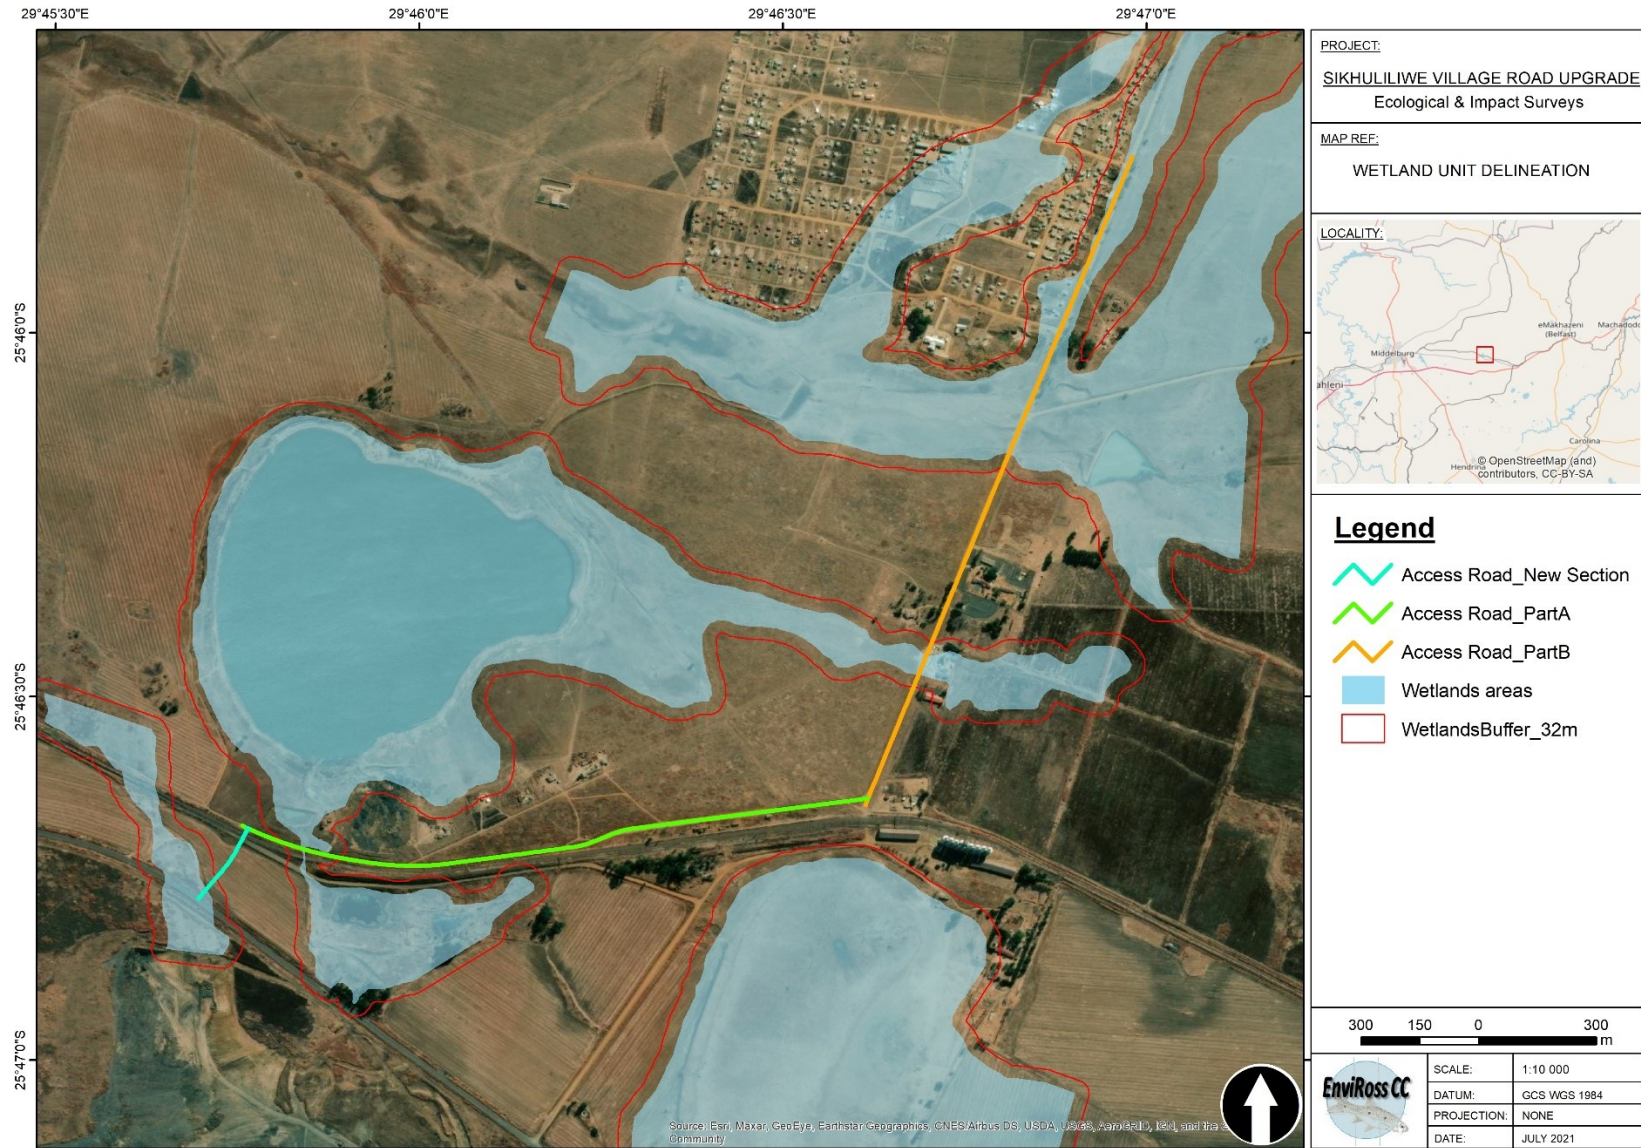 29°45'30"E
29°46'0"E
29°46'30"E
29°47'0"E
25°46'0"S
25°46'30"S
25°47'0"S
Source: Esri, Maxar, GeoEye, Earthstar Geographics, CNES/Airbus DS, USDA, USGS, AeroGRID, IGN, and the
Community
PROJECT:
SIKHULILIWE VILLAGE ROAD UPGRADE
Ecological & Impact Surveys
MAP REF:
WETLAND UNIT DELINEATION
LOCALITY:
eMakhazeni
(Belfast)
Machadodo
Middelburg
ahleni
Carolina
Hendrina
© OpenStreetMap (and)
contributors, CC-BY-SA
Legend
Access Road_New Section
Access Road_PartA
Access Road_PartB
Wetlands areas
WetlandsBuffer_32m
300 150 0 300
m
EnviRoss CC
SCALE: 1:10 000
DATUM: GCS WGS 1984
PROJECTION: NONE
DATE: JULY 2021